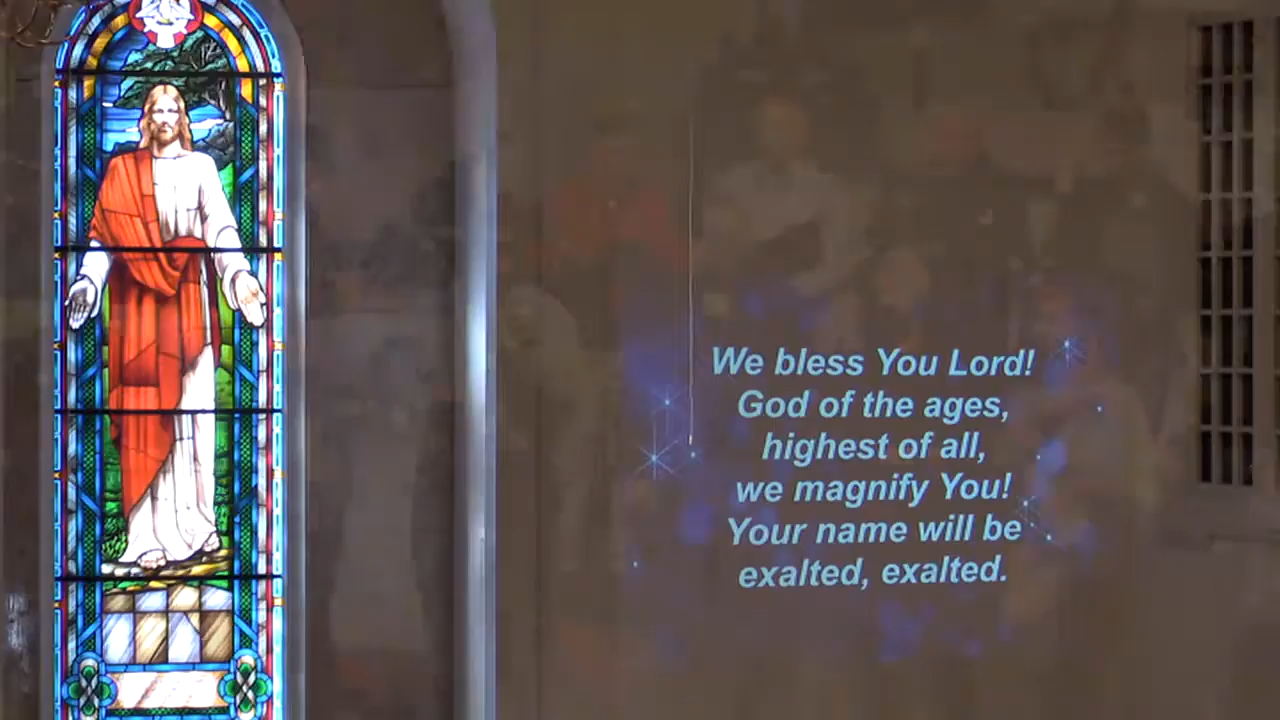 We bless You Lord!
God of the ages,
highest of all,
we magnify You!
Your name will be
exalted, exalted.